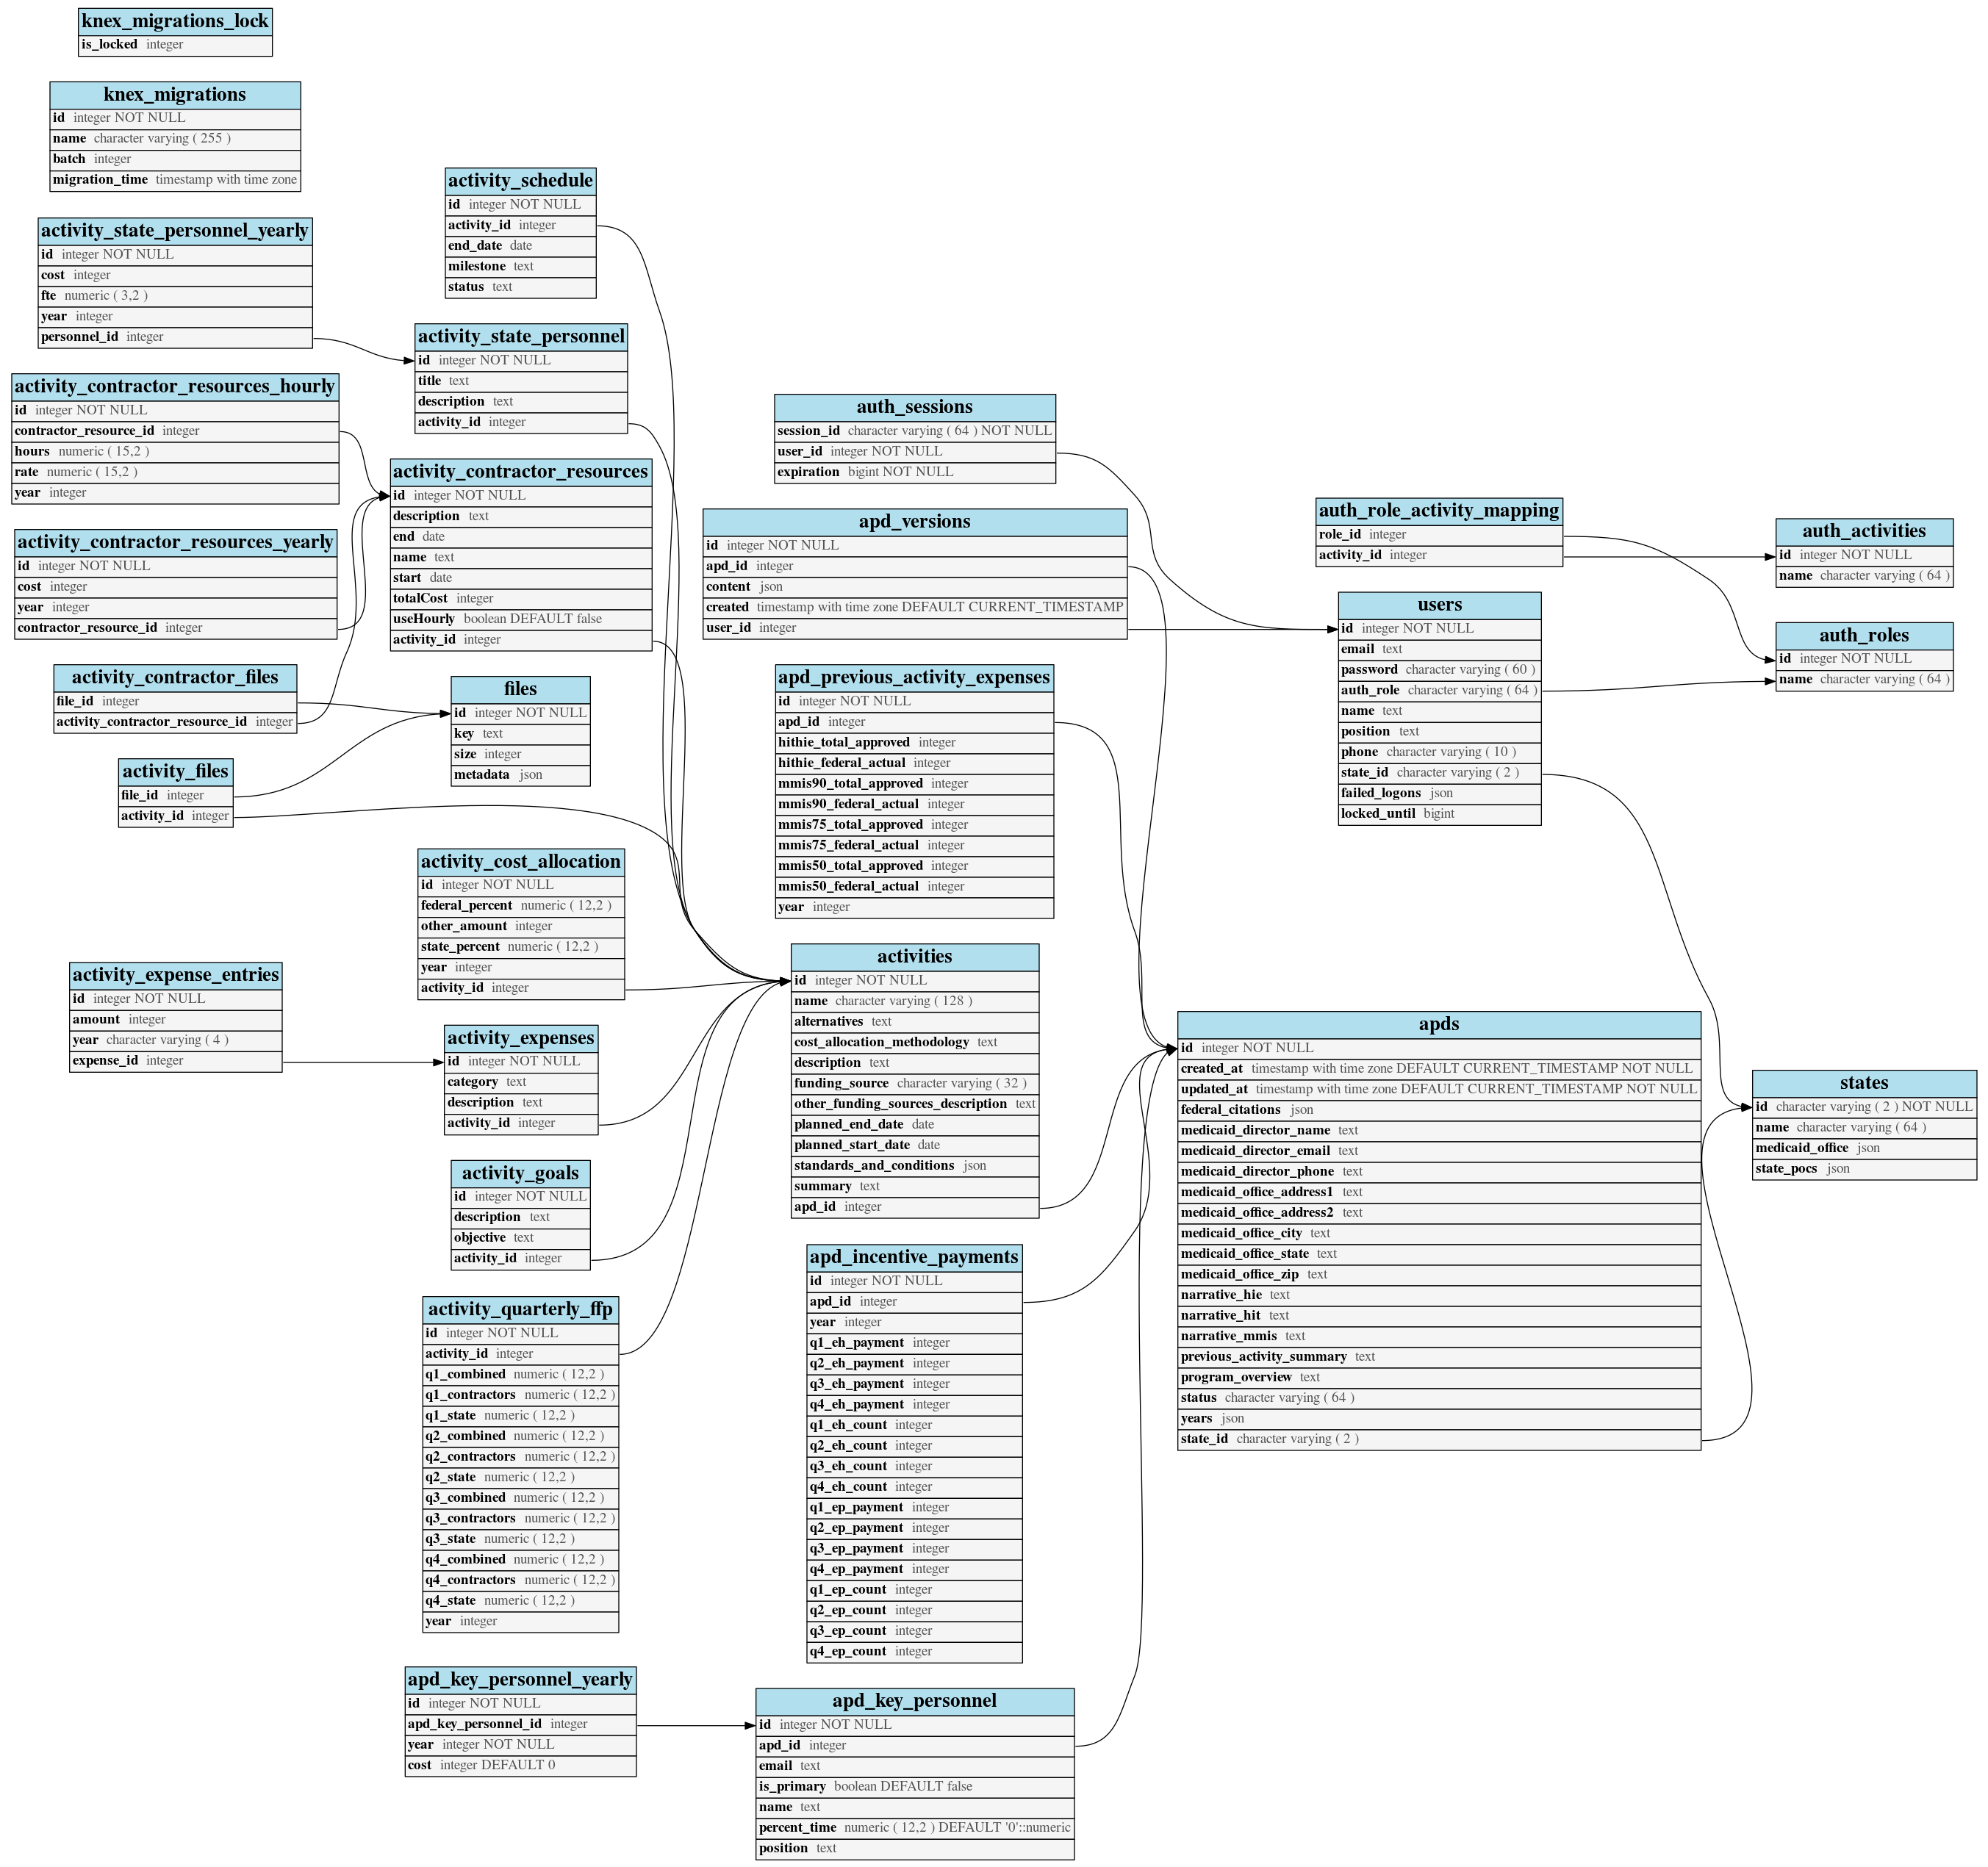 knex_migrations_lock
is_locked integer
knex_migrations
id integer NOT NULL
name character varying ( 255 )
batch integer
migration_time timestamp with time zone
activity_state_personnel_yearly
id integer NOT NULL
cost integer
fte numeric ( 3,2 )
year integer
personnel_id integer
activity_contractor_resources_hourly
id integer NOT NULL
contractor_resource_id integer
hours numeric ( 15,2 )
rate numeric ( 15,2 )
year integer
activity_contractor_resources_yearly
id integer NOT NULL
cost integer
year integer
contractor_resource_id integer
activity_contractor_files
file_id integer
activity_contractor_resource_id integer
activity_files
file_id integer
activity_id integer
activity_expense_entries
id integer NOT NULL
amount integer
year character varying ( 4 )
expense_id integer
activity_schedule
id integer NOT NULL
activity_id integer
end_date date
milestone text
status text
activity_state_personnel
id integer NOT NULL
title text
description text
activity_id integer
activity_contractor_resources
id integer NOT NULL
description text
end date
name text
start date
totalCost integer
useHourly boolean DEFAULT false
activity_id integer
files
id integer NOT NULL
key text
size integer
metadata json
activity_cost_allocation
id integer NOT NULL
federal_percent numeric ( 12,2 )
other_amount integer
state_percent numeric ( 12,2 )
year integer
activity_id integer
activity_expenses
id integer NOT NULL
category text
description text
activity_id integer
activity_goals
id integer NOT NULL
description text
objective text
activity_id integer
activity_quarterly_ffp
id integer NOT NULL
activity_id integer
q1_combined numeric ( 12,2 )
q1_contractors numeric ( 12,2 )
q1_state numeric ( 12,2 )
q2_combined numeric ( 12,2 )
q2_contractors numeric ( 12,2 )
q2_state numeric ( 12,2 )
q3_combined numeric ( 12,2 )
q3_contractors numeric ( 12,2 )
q3_state numeric ( 12,2 )
q4_combined numeric ( 12,2 )
q4_contractors numeric ( 12,2 )
q4_state numeric ( 12,2 )
year integer
apd_key_personnel_yearly
id integer NOT NULL
apd_key_personnel_id integer
year integer NOT NULL
cost integer DEFAULT 0
auth_sessions
session_id character varying ( 64 ) NOT NULL
user_id integer NOT NULL
expiration bigint NOT NULL
apd_versions
id integer NOT NULL
apd_id integer
content json
created timestamp with time zone DEFAULT CURRENT_TIMESTAMP
user_id integer
apd_previous_activity_expenses
id integer NOT NULL
apd_id integer
hithie_total_approved integer
hithie_federal_actual integer
mmis90_total_approved integer
mmis90_federal_actual integer
mmis75_total_approved integer
mmis75_federal_actual integer
mmis50_total_approved integer
mmis50_federal_actual integer
year integer
activities
id integer NOT NULL
name character varying ( 128 )
alternatives text
cost_allocation_methodology text
description text
funding_source character varying ( 32 )
other_funding_sources_description text
planned_end_date date
planned_start_date date
standards_and_conditions json
summary text
apd_id integer
apd_incentive_payments
id integer NOT NULL
apd_id integer
year integer
q1_eh_payment integer
q2_eh_payment integer
q3_eh_payment integer
q4_eh_payment integer
q1_eh_count integer
q2_eh_count integer
q3_eh_count integer
q4_eh_count integer
q1_ep_payment integer
q2_ep_payment integer
q3_ep_payment integer
q4_ep_payment integer
q1_ep_count integer
q2_ep_count integer
q3_ep_count integer
q4_ep_count integer
apd_key_personnel
id integer NOT NULL
apd_id integer
email text
is_primary boolean DEFAULT false
name text
percent_time numeric ( 12,2 ) DEFAULT '0'::numeric
position text
auth_role_activity_mapping
role_id integer
activity_id integer
users
id integer NOT NULL
email text
password character varying ( 60 )
auth_role character varying ( 64 )
name text
position text
phone character varying ( 10 )
state_id character varying ( 2 )
failed_logons json
locked_until bigint
apds
id integer NOT NULL
created_at timestamp with time zone DEFAULT CURRENT_TIMESTAMP NOT NULL
updated_at timestamp with time zone DEFAULT CURRENT_TIMESTAMP NOT NULL
federal_citations json
medicaid_director_name text
medicaid_director_email text
medicaid_director_phone text
medicaid_office_address1 text
medicaid_office_address2 text
medicaid_office_city text
medicaid_office_state text
medicaid_office_zip text
narrative_hie text
narrative_hit text
narrative_mmis text
previous_activity_summary text
program_overview text
status character varying ( 64 )
years json
state_id character varying ( 2 )
auth_activities
id integer NOT NULL
name character varying ( 64 )
auth_roles
id integer NOT NULL
name character varying ( 64 )
states
id character varying ( 2 ) NOT NULL
name character varying ( 64 )
medicaid_office json
state_pocs json